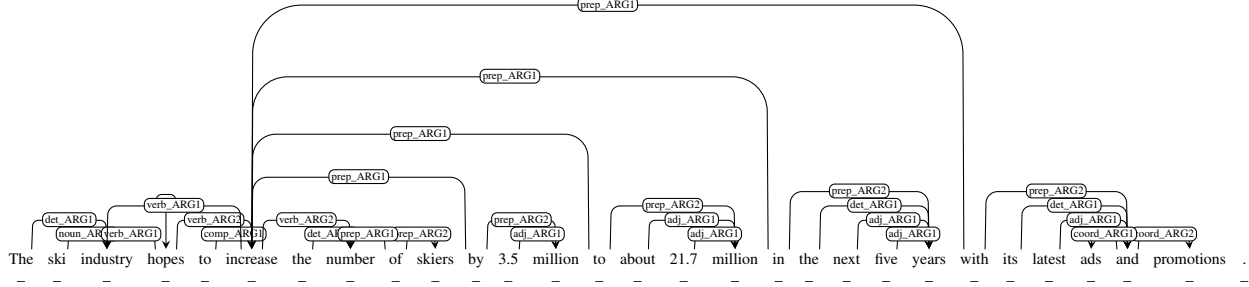 prep_ARG1
prep_ARG1
prep_ARG1
prep_ARG1
prep_ARG2 prep_ARG2
verb_ARG1 prep_ARG2 det_ARG1 det_ARG1
det_ARG1 verb_ARG2 verb_ARG2 prep_ARG2 adj_ARG1 adj_ARG1 adj_ARG1
verb_ARG1 comp_ARG1 prep_ARG1 adj_ARG1 adj_ARG1 adj_ARG1 coord_ARG1
The ski industry hopes to increase the number of skiers by 3.5 million to about 21.7 million in the next five years with its latest ads and promotions .
_ _ _ _ _ _ _ _ _ _ _ _ _ _ _ _ _ _ _ _ _ _ _ _ _ _ _ _ _